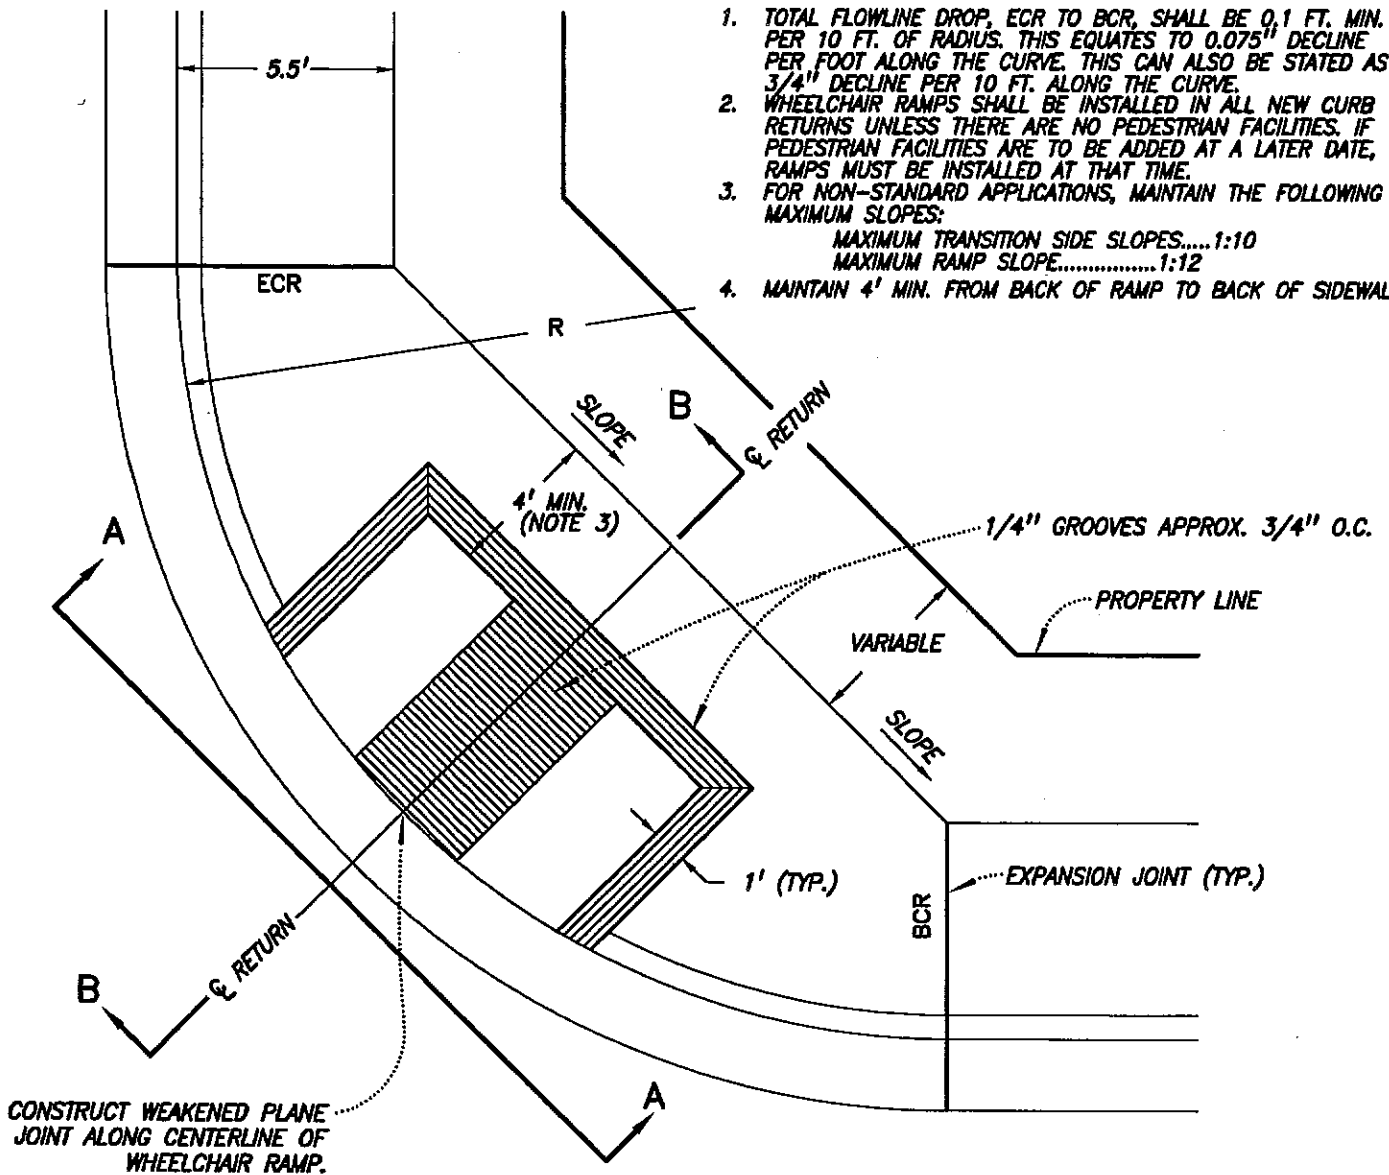 1. TOTAL FLOWLINE DROP, ECR TO BCR, SHALL BE 0.1 FT. MIN.
PER 10 FT. OF RADIUS. THIS EQUATES TO 0.075" DECLINE
PER FOOT ALONG THE CURVE. THIS CAN ALSO BE STATED AS
3/4" DECLINE PER 10 FT. ALONG THE CURVE.
2. WHEELCHAIR RAMPS SHALL BE INSTALLED IN ALL NEW CURB
RETURNS UNLESS THERE ARE NO PEDESTRIAN FACILITIES. IF
PEDESTRIAN FACILITIES ARE TO BE ADDED AT A LATER DATE,
RAMPS MUST BE INSTALLED AT THAT TIME.
3. FOR NON-STANDARD APPLICATIONS, MAINTAIN THE FOLLOWING
MAXIMUM SLOPES:
MAXIMUM TRANSITION SIDE SLOPES.....1:10
MAXIMUM RAMP SLOPE................1:12
4. MAINTAIN 4' MIN. FROM BACK OF RAMP TO BACK OF SIDEWAL
5.5'
ECR
R
SLOPE
B
℄ RETURN
4' MIN.
(NOTE 3)
A
1/4" GROOVES APPROX. 3/4" O.C.
PROPERTY LINE
VARIABLE
SLOPE
1' (TYP.)
EXPANSION JOINT (TYP.)
BCR
℄ RETURN
B
A
CONSTRUCT WEAKENED PLANE
JOINT ALONG CENTERLINE OF
WHEELCHAIR RAMP.